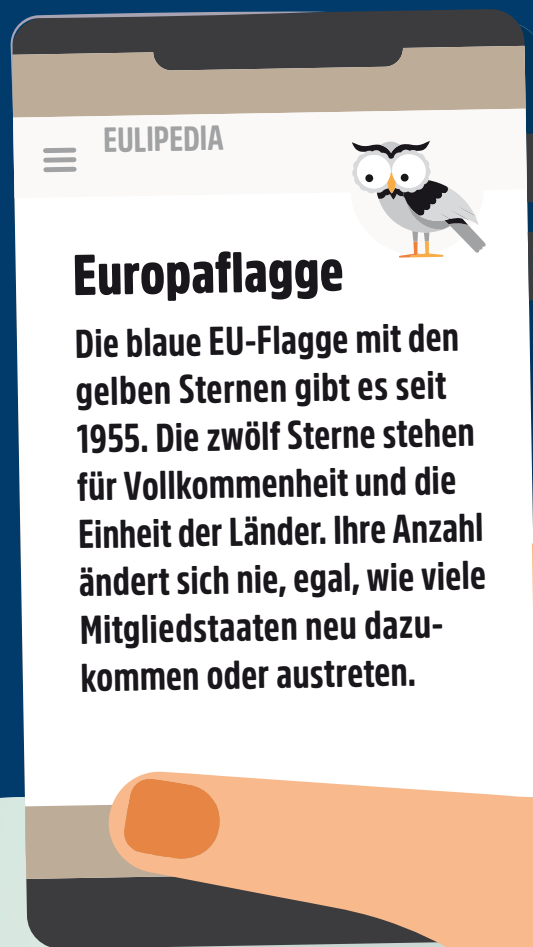 EULIPEDIA
Europaflagge
Die blaue EU-Flagge mit den
gelben Sternen gibt es seit
1955. Die zwölf Sterne stehen
für Vollkommenheit und die
Einheit der Länder. Ihre Anzahl
ändert sich nie, egal, wie viele
Mitgliedstaaten neu dazu-
kommen oder austreten.